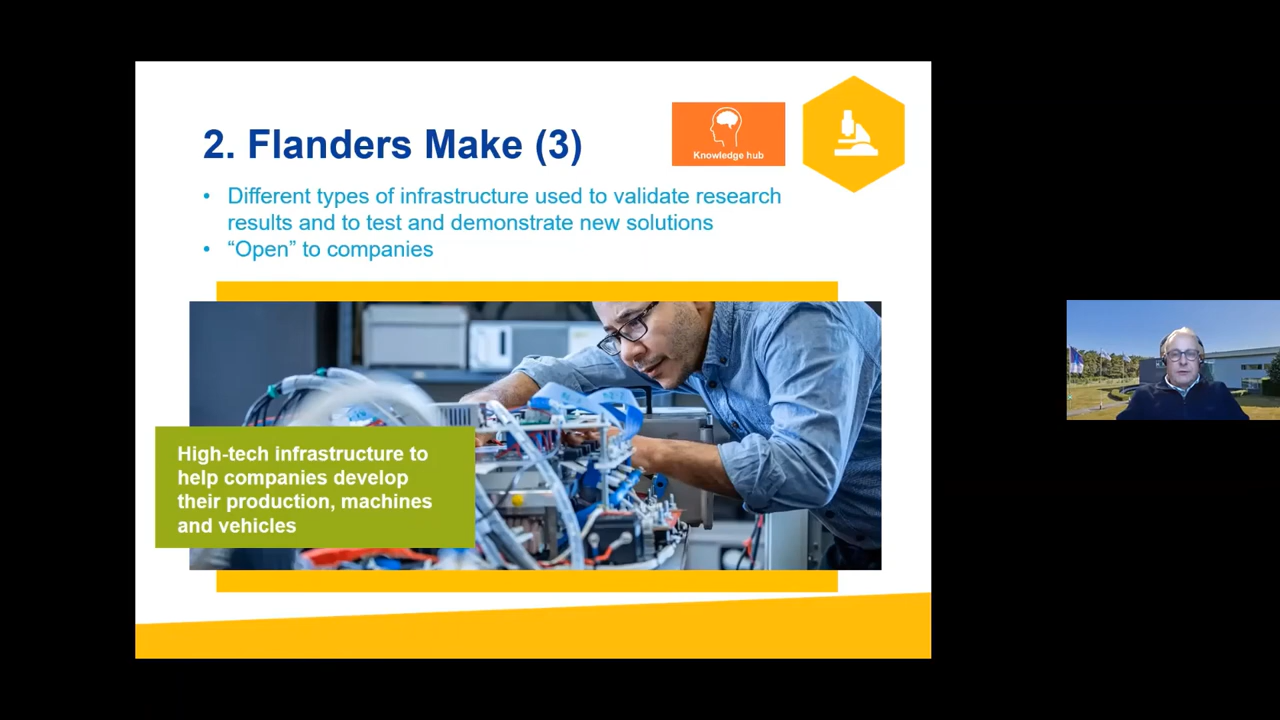 2. Flanders Make (3)
Knowledge hub
• Different types of infrastructure used to validate research
results and to test and demonstrate new solutions
• “Open” to companies
High-tech infrastructure to
help companies develop
their production, machines
and vehicles